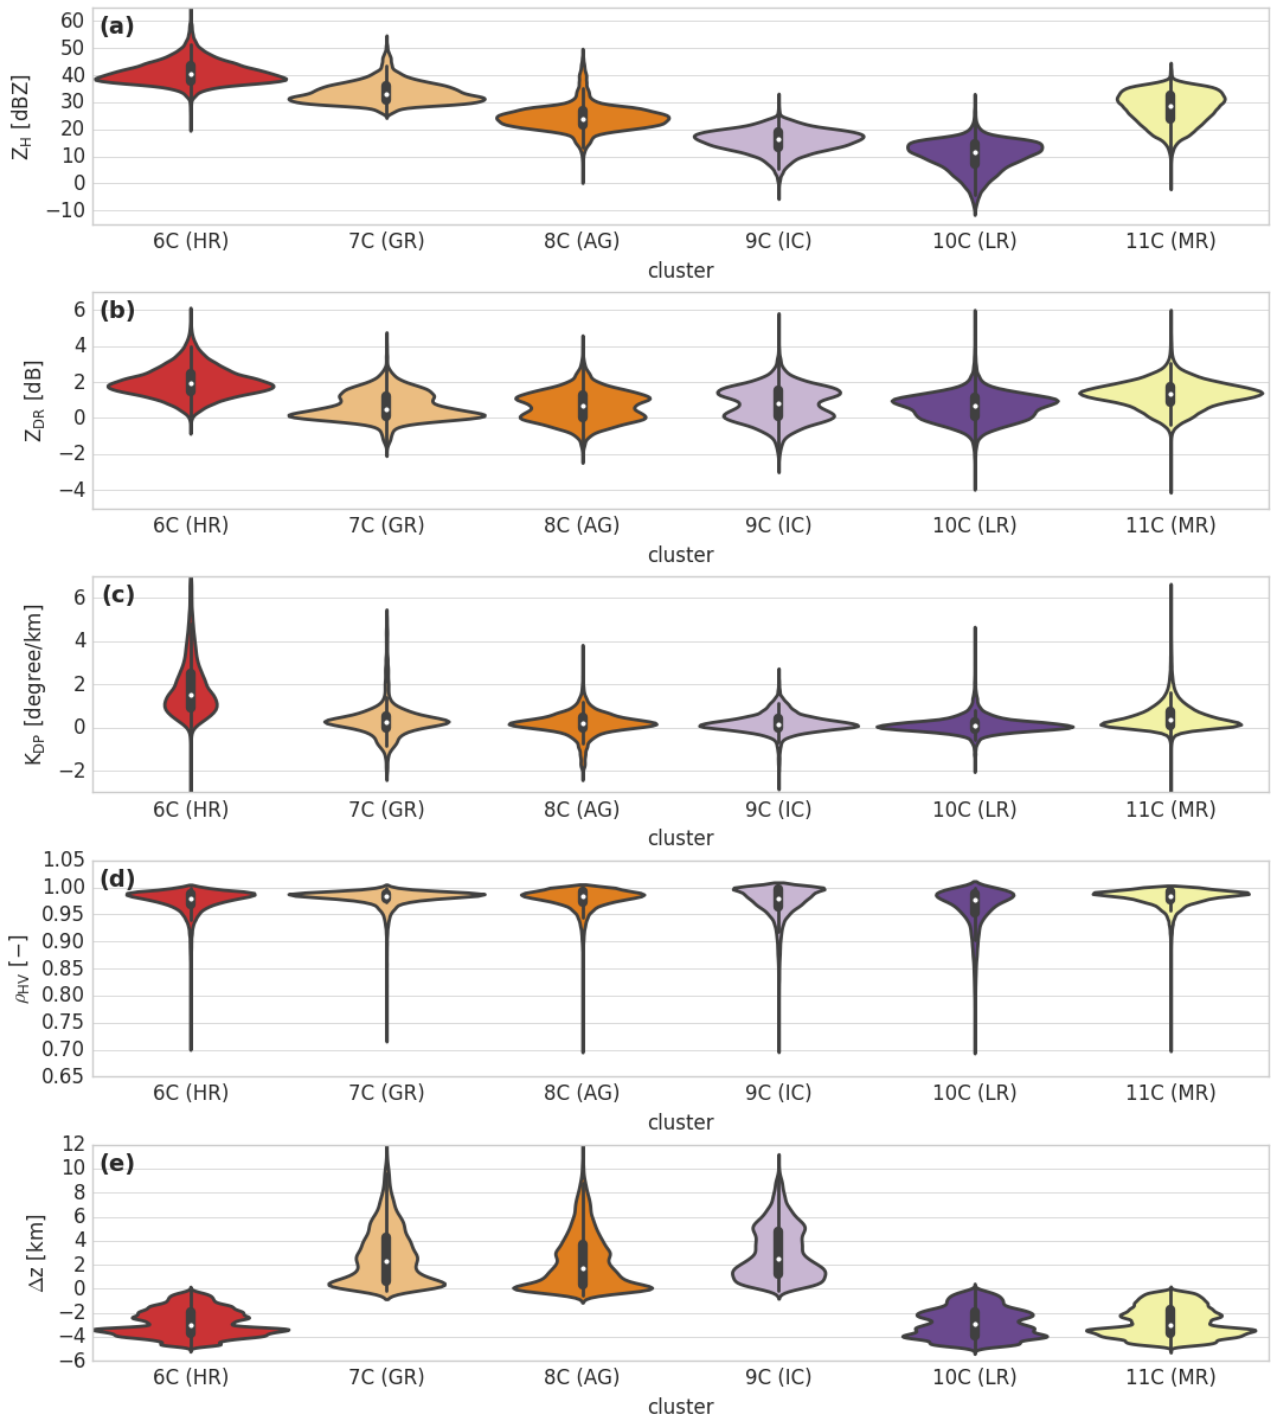 (a)
Z_H [dBZ]
60
50
40
30
20
10
0
−10
6C (HR) 7C (GR) 8C (AG) 9C (IC) 10C (LR) 11C (MR)
cluster
(b)
Z_DR [dB]
6
4
2
0
−2
−4
6C (HR) 7C (GR) 8C (AG) 9C (IC) 10C (LR) 11C (MR)
cluster
(c)
K_DP [degree/km]
6
4
2
0
−2
6C (HR) 7C (GR) 8C (AG) 9C (IC) 10C (LR) 11C (MR)
cluster
(d)
ρ_HV [−]
1.05
1.00
0.95
0.90
0.85
0.80
0.75
0.70
0.65
6C (HR) 7C (GR) 8C (AG) 9C (IC) 10C (LR) 11C (MR)
cluster
(e)
Δz [km]
12
10
8
6
4
2
0
−2
−4
−6
6C (HR) 7C (GR) 8C (AG) 9C (IC) 10C (LR) 11C (MR)
cluster